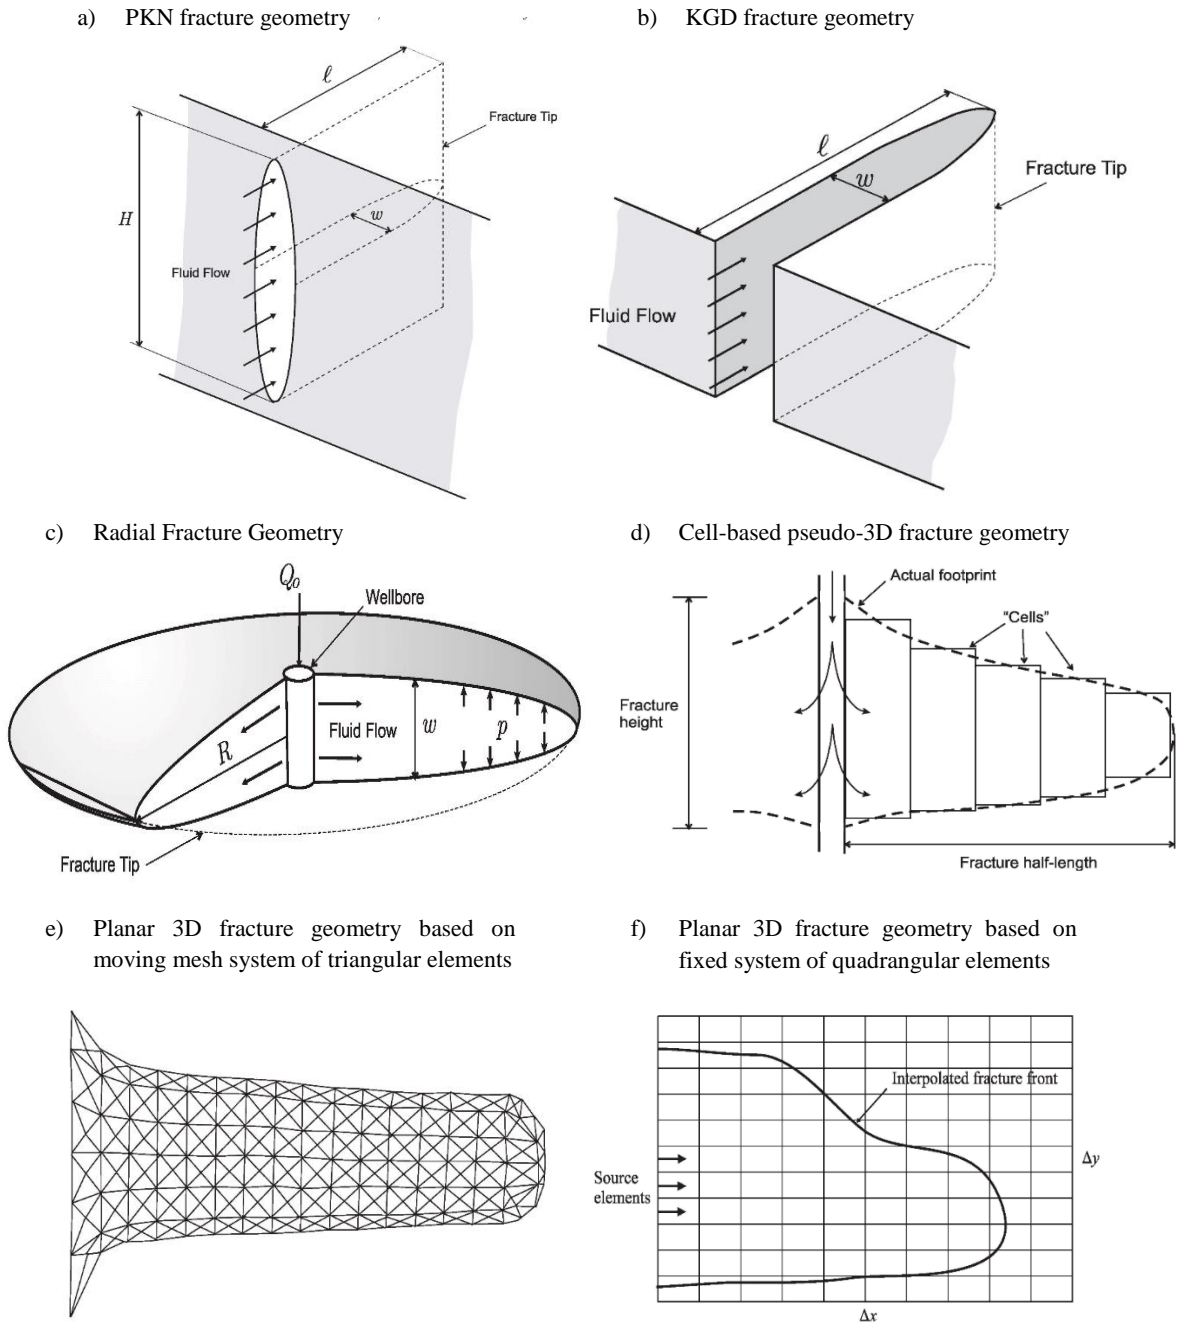 a) PKN fracture geometry
b) KGD fracture geometry
ℓ
Fracture Tip
H
w
Fluid Flow
ℓ
w
Fracture Tip
Fluid Flow
c) Radial Fracture Geometry
d) Cell-based pseudo-3D fracture geometry
Qo
Wellbore
R
Fluid Flow
w
p
Fracture Tip
Actual footprint
"Cells"
Fracture
height
Fracture half-length
e) Planar 3D fracture geometry based on
moving mesh system of triangular elements
f) Planar 3D fracture geometry based on
fixed system of quadrangular elements
Interpolated fracture front
Source
elements
Δy
Δx